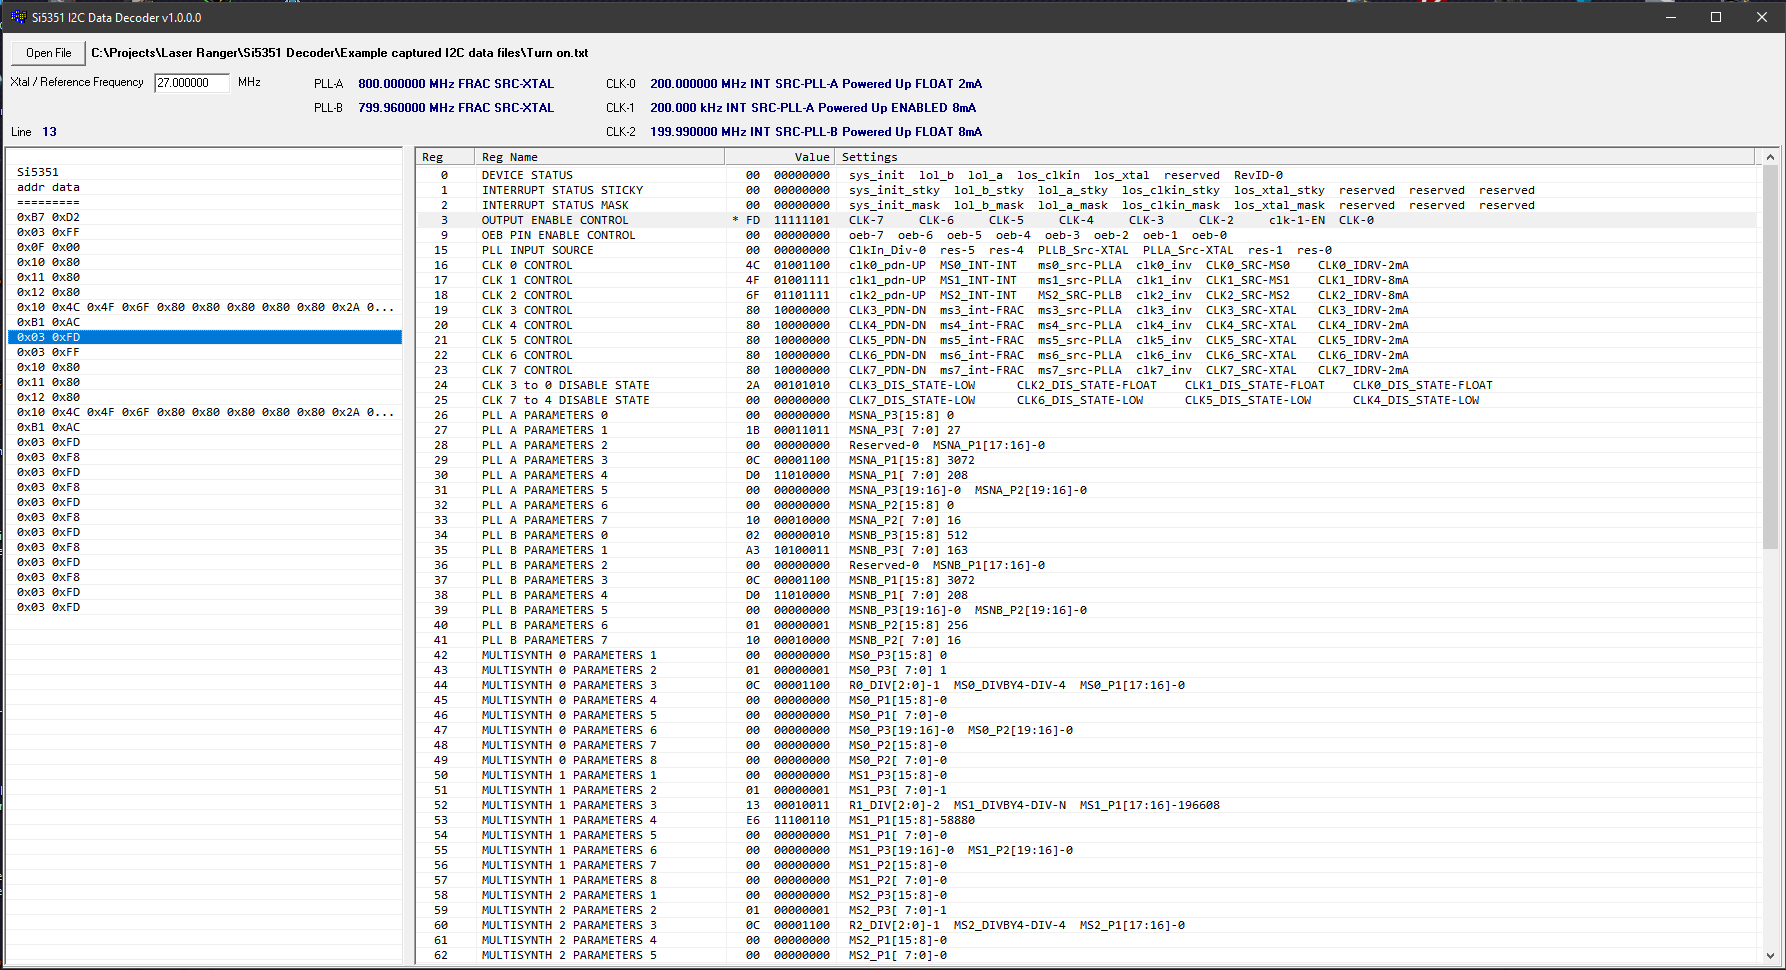 Si5351 I2C Data Decoder v1.0.0.0
Open File C:\Projects\Laser Ranger\Si5351 Decoder\Example captured I2C data files\Turn on.txt
Xtal / Reference Frequency 27.000000 MHz PLL-A 800.000000 MHz FRAC SRC-XTAL CLK-0 200.000000 MHz INT SRC-PLL-A Powered Up FLOAT 2mA
PLL-B 799.960000 MHz FRAC SRC-XTAL CLK-1 200.000 kHz INT SRC-PLL-A Powered Up ENABLED 8mA
Line 13 CLK-2 199.990000 MHz INT SRC-PLL-B Powered Up FLOAT 8mA
Si5351
addr data
=========
0xB7 0xD2
0x03 0xFF
0x0F 0x00
0x10 0x80
0x11 0x80
0x12 0x80
0x10 0x4C 0x4F 0x6F 0x80 0x80 0x80 0x80 0x80 0x2A 0...
0xB1 0xAC
0x03 0xFD
0x03 0xFF
0x10 0x80
0x11 0x80
0x12 0x80
0x10 0x4C 0x4F 0x6F 0x80 0x80 0x80 0x80 0x80 0x2A 0...
0xB1 0xAC
0x03 0xFD
0x03 0xF8
0x03 0xFD
0x03 0xF8
0x03 0xFD
0x03 0xF8
0x03 0xFD
0x03 0xF8
0x03 0xFD
0x03 0xF8
0x03 0xFD
0x03 0xFD
Reg Reg Name Value Settings
0 DEVICE STATUS 00 00000000 sys_init lol_b lol_a los_clkin los_xtal reserved RevID-0
1 INTERRUPT STATUS STICKY 00 00000000 sys_init_stky lol_b_stky lol_a_stky los_clkin_stky los_xtal_stky reserved reserved reserved
2 INTERRUPT STATUS MASK 00 00000000 sys_init_mask lol_b_mask lol_a_mask los_clkin_mask los_xtal_mask reserved reserved reserved
3 OUTPUT ENABLE CONTROL * FD 11111101 CLK-7 CLK-6 CLK-5 CLK-4 CLK-3 CLK-2 clk-1-EN CLK-0
9 OEB PIN ENABLE CONTROL 00 00000000 oeb-7 oeb-6 oeb-5 oeb-4 oeb-3 oeb-2 oeb-1 oeb-0
15 PLL INPUT SOURCE 00 00000000 ClkIn_Div-0 res-5 res-4 PLLB_Src-XTAL PLLA_Src-XTAL res-1 res-0
16 CLK 0 CONTROL 4C 01001100 clk0_pdn-UP MS0_INT-INT ms0_src-PLLA clk0_inv CLK0_SRC-MS0 CLK0_IDRV-2mA
17 CLK 1 CONTROL 4F 01001111 clk1_pdn-UP MS1_INT-INT ms1_src-PLLA clk1_inv CLK1_SRC-MS1 CLK1_IDRV-8mA
18 CLK 2 CONTROL 6F 01101111 clk2_pdn-UP MS2_INT-INT MS2_SRC-PLLB clk2_inv CLK2_SRC-MS2 CLK2_IDRV-8mA
19 CLK 3 CONTROL 80 10000000 CLK3_PDN-DN ms3_int-FRAC ms3_src-PLLA clk3_inv CLK3_SRC-XTAL CLK3_IDRV-2mA
20 CLK 4 CONTROL 80 10000000 CLK4_PDN-DN ms4_int-FRAC ms4_src-PLLA clk4_inv CLK4_SRC-XTAL CLK4_IDRV-2mA
21 CLK 5 CONTROL 80 10000000 CLK5_PDN-DN ms5_int-FRAC ms5_src-PLLA clk5_inv CLK5_SRC-XTAL CLK5_IDRV-2mA
22 CLK 6 CONTROL 80 10000000 CLK6_PDN-DN ms6_int-FRAC ms6_src-PLLA clk6_inv CLK6_SRC-XTAL CLK6_IDRV-2mA
23 CLK 7 CONTROL 80 10000000 CLK7_PDN-DN ms7_int-FRAC ms7_src-PLLA clk7_inv CLK7_SRC-XTAL CLK7_IDRV-2mA
24 CLK 3 to 0 DISABLE STATE 2A 00101010 CLK3_DIS_STATE-LOW CLK2_DIS_STATE-FLOAT CLK1_DIS_STATE-FLOAT CLK0_DIS_STATE-FLOAT
25 CLK 7 to 4 DISABLE STATE 00 00000000 CLK7_DIS_STATE-LOW CLK6_DIS_STATE-LOW CLK5_DIS_STATE-LOW CLK4_DIS_STATE-LOW
26 PLL A PARAMETERS 0 00 00000000 MSNA_P3[15:8] 0
27 PLL A PARAMETERS 1 1B 00011011 MSNA_P3[ 7:0] 27
28 PLL A PARAMETERS 2 00 00000000 Reserved-0 MSNA_P1[17:16]-0
29 PLL A PARAMETERS 3 0C 00001100 MSNA_P1[15:8] 3072
30 PLL A PARAMETERS 4 D0 11010000 MSNA_P1[ 7:0] 208
31 PLL A PARAMETERS 5 00 00000000 MSNA_P3[19:16]-0 MSNA_P2[19:16]-0
32 PLL A PARAMETERS 6 00 00000000 MSNA_P2[15:8] 0
33 PLL A PARAMETERS 7 10 00010000 MSNA_P2[ 7:0] 16
34 PLL B PARAMETERS 0 02 00000010 MSNB_P3[15:8] 512
35 PLL B PARAMETERS 1 A3 10100011 MSNB_P3[ 7:0] 163
36 PLL B PARAMETERS 2 00 00000000 Reserved-0 MSNB_P1[17:16]-0
37 PLL B PARAMETERS 3 0C 00001100 MSNB_P1[15:8] 3072
38 PLL B PARAMETERS 4 D0 11010000 MSNB_P1[ 7:0] 208
39 PLL B PARAMETERS 5 00 00000000 MSNB_P3[19:16]-0 MSNB_P2[19:16]-0
40 PLL B PARAMETERS 6 01 00000001 MSNB_P2[15:8] 256
41 PLL B PARAMETERS 7 10 00010000 MSNB_P2[ 7:0] 16
42 MULTISYNTH 0 PARAMETERS 1 00 00000000 MS0_P3[15:8] 0
43 MULTISYNTH 0 PARAMETERS 2 01 00000001 MS0_P3[ 7:0] 1
44 MULTISYNTH 0 PARAMETERS 3 0C 00001100 R0_DIV[2:0]-1 MS0_DIVBY4-DIV-4 MS0_P1[17:16]-0
45 MULTISYNTH 0 PARAMETERS 4 00 00000000 MS0_P1[15:8]-0
46 MULTISYNTH 0 PARAMETERS 5 00 00000000 MS0_P1[ 7:0]-0
47 MULTISYNTH 0 PARAMETERS 6 00 00000000 MS0_P3[19:16]-0 MS0_P2[19:16]-0
48 MULTISYNTH 0 PARAMETERS 7 00 00000000 MS0_P2[15:8]-0
49 MULTISYNTH 0 PARAMETERS 8 00 00000000 MS0_P2[ 7:0]-0
50 MULTISYNTH 1 PARAMETERS 1 00 00000000 MS1_P3[15:8]-0
51 MULTISYNTH 1 PARAMETERS 2 01 00000001 MS1_P3[ 7:0]-1
52 MULTISYNTH 1 PARAMETERS 3 13 00010011 R1_DIV[2:0]-2 MS1_DIVBY4-DIV-N MS1_P1[17:16]-196608
53 MULTISYNTH 1 PARAMETERS 4 E6 11100110 MS1_P1[15:8]-58880
54 MULTISYNTH 1 PARAMETERS 5 00 00000000 MS1_P1[ 7:0]-0
55 MULTISYNTH 1 PARAMETERS 6 00 00000000 MS1_P3[19:16]-0 MS1_P2[19:16]-0
56 MULTISYNTH 1 PARAMETERS 7 00 00000000 MS1_P2[15:8]-0
57 MULTISYNTH 1 PARAMETERS 8 00 00000000 MS1_P2[ 7:0]-0
58 MULTISYNTH 2 PARAMETERS 1 00 00000000 MS2_P3[15:8]-0
59 MULTISYNTH 2 PARAMETERS 2 01 00000001 MS2_P3[ 7:0]-1
60 MULTISYNTH 2 PARAMETERS 3 0C 00001100 R2_DIV[2:0]-1 MS2_DIVBY4-DIV-4 MS2_P1[17:16]-0
61 MULTISYNTH 2 PARAMETERS 4 00 00000000 MS2_P1[15:8]-0
62 MULTISYNTH 2 PARAMETERS 5 00 00000000 MS2_P1[ 7:0]-0